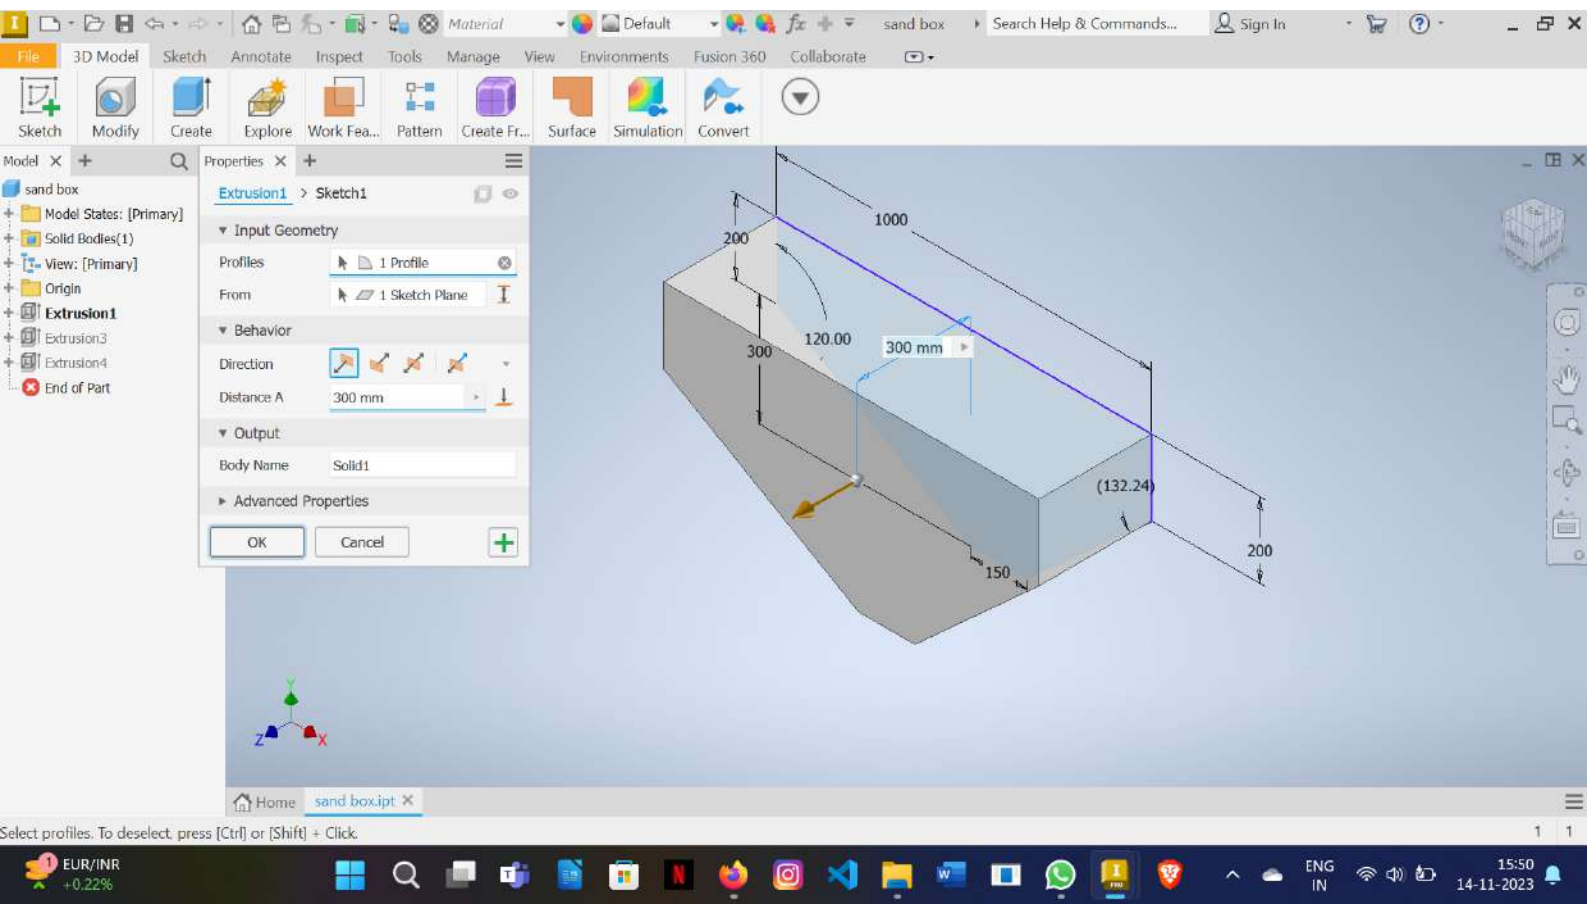 Material
Default
fx
sand box
Search Help & Commands...
Sign In
File 3D Model Sketch Annotate Inspect Tools Manage View Environments Fusion 360 Collaborate
Sketch Modify Create Explore Work Fea... Pattern Create Fr... Surface Simulation Convert
Model
sand box
Model States: [Primary]
Solid Bodies(1)
View: [Primary]
Origin
Extrusion1
Extrusion3
Extrusion4
End of Part
Properties
Extrusion1 > Sketch1
Input Geometry
Profiles 1 Profile
From 1 Sketch Plane
Behavior
Direction
Distance A 300 mm
Output
Body Name Solid1
Advanced Properties
OK Cancel
1000
200
120.00
300 mm
300
(132.24)
200
150
Y
Z
X
Home sand box.ipt
Select profiles. To deselect, press [Ctrl] or [Shift] + Click.
1 1
1
EUR/INR
+0.22%
ENG
IN
15:50
14-11-2023